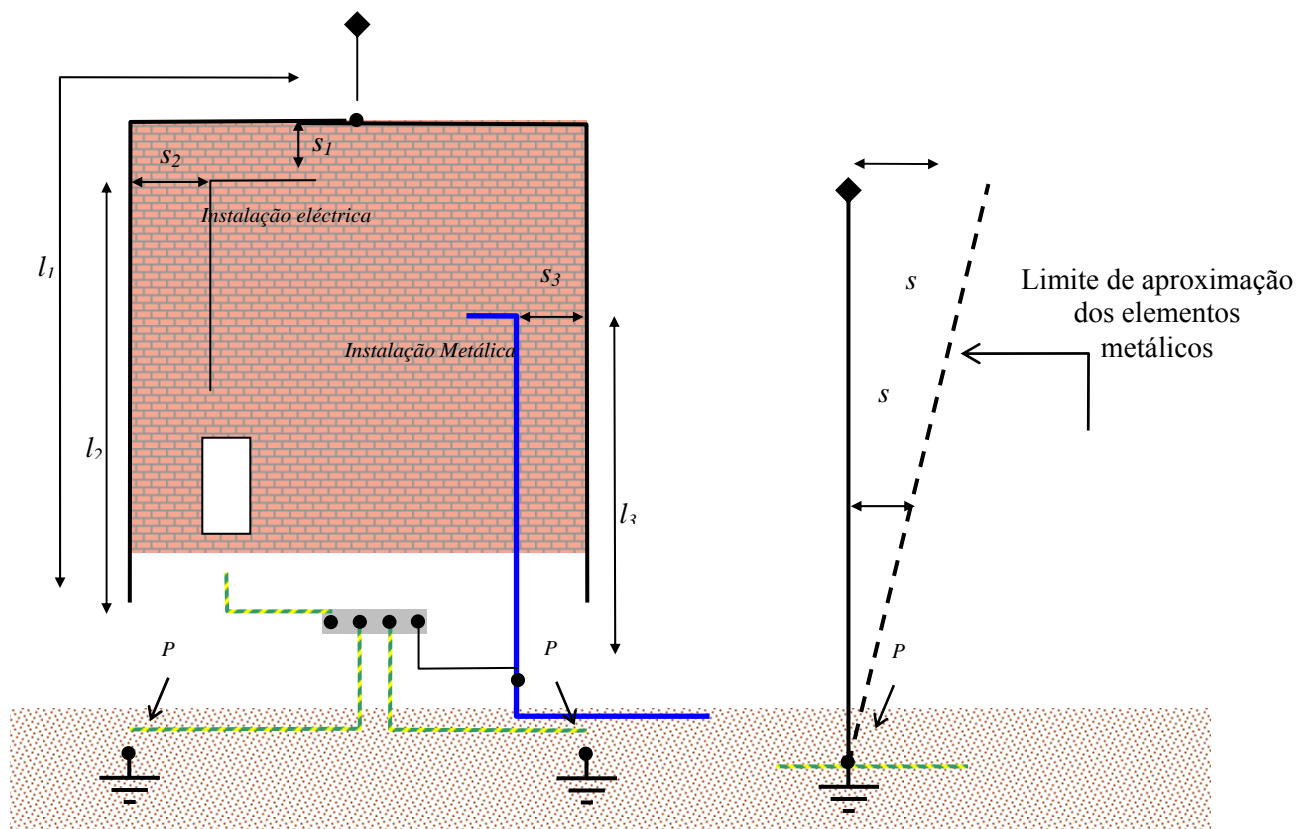 s1
s2
Instalação eléctrica
l1
s3
s
Limite de aproximação
dos elementos
metálicos
Instalação Metálica
s
l2
l3
P
P
P